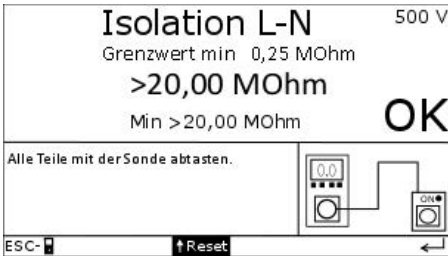 Isolation L-N 500 V
Grenzwert min 0,25 MOhm
>20,00 MOhm
Min >20,00 MOhm OK
Alle Teile mit der Sonde abtasten.
0.0
ON
ESC- Reset